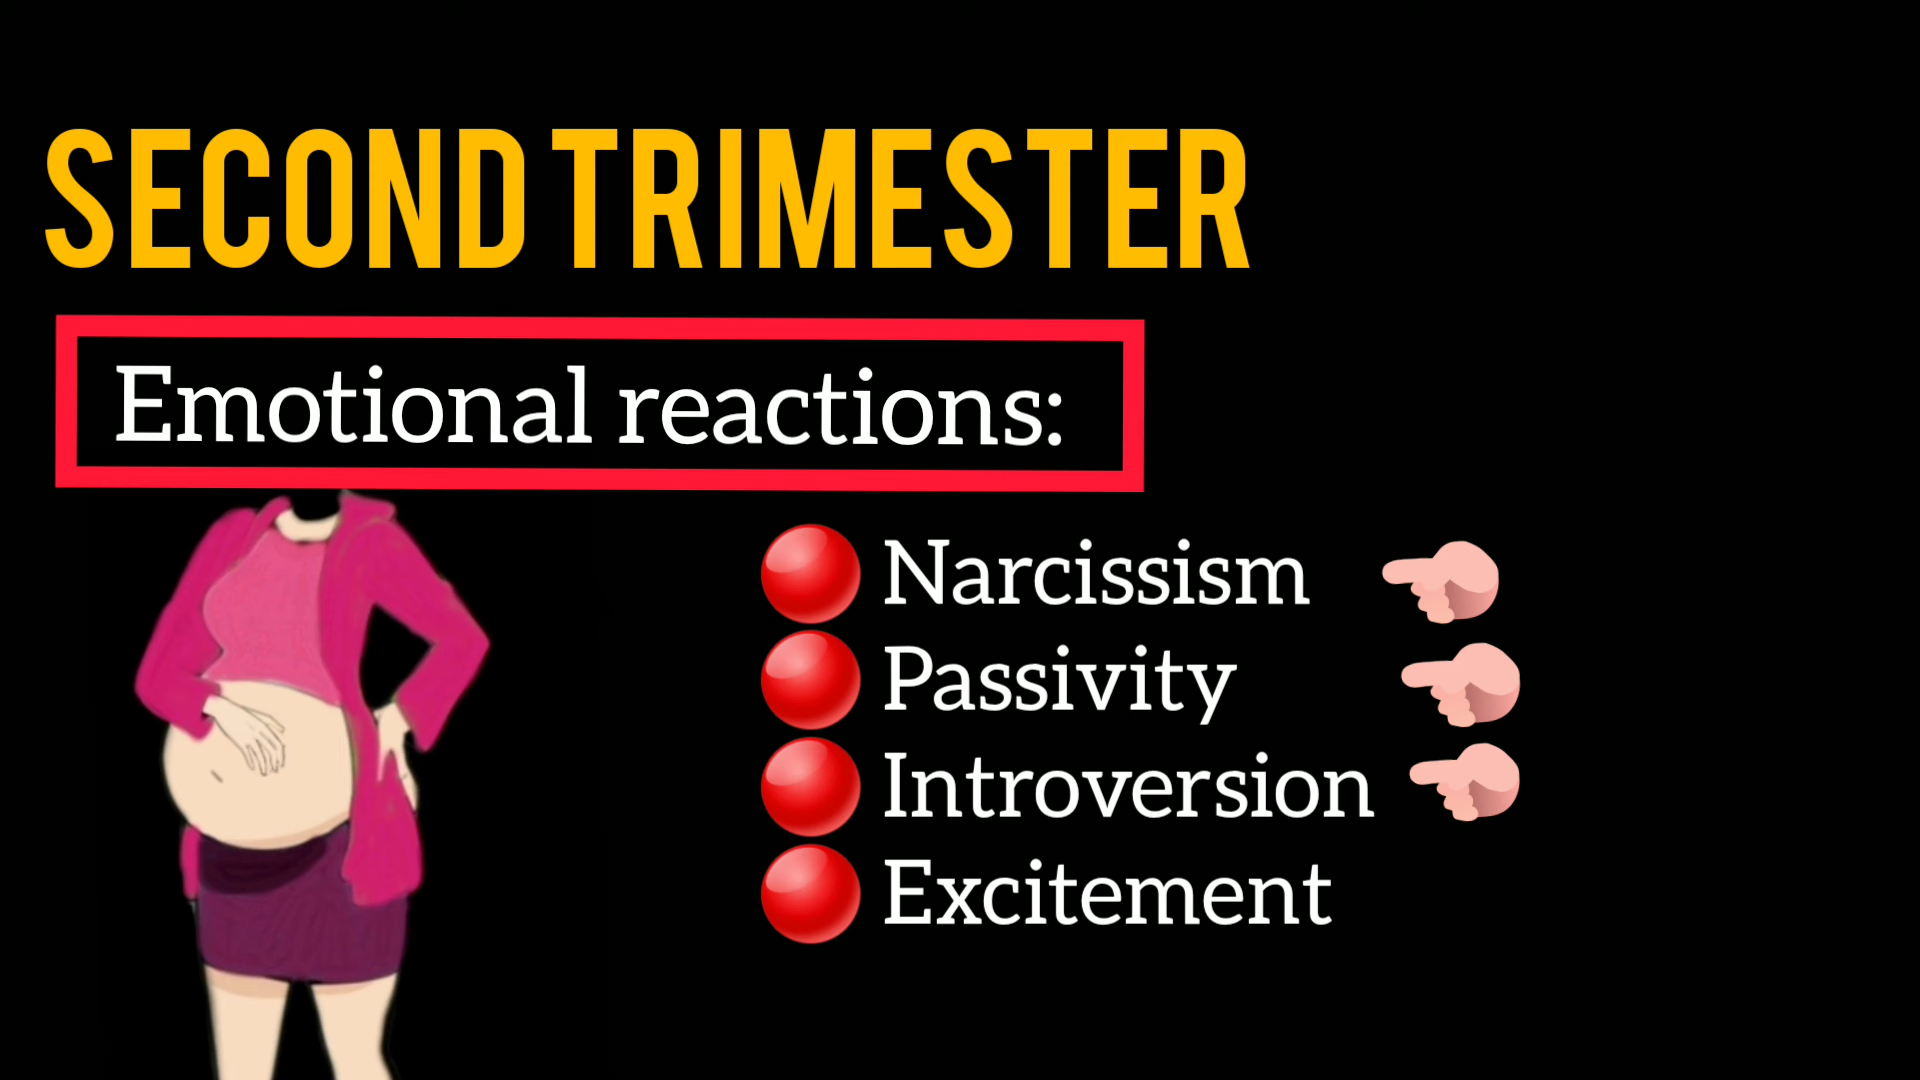 SECOND TRIMESTER
Emotional reactions:
Narcissism
Passivity
Introversion
Excitement